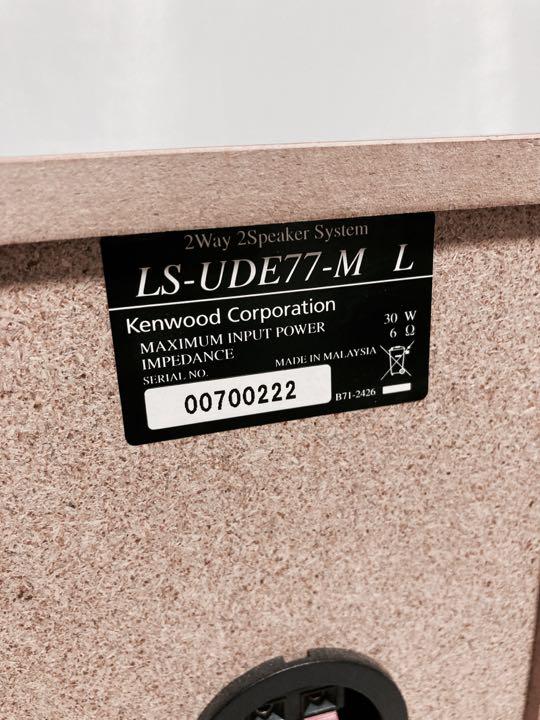 2Way 2Speaker System
LS-UDE77-M L
Kenwood Corporation
MAXIMUM INPUT POWER 30 W
IMPEDANCE 6 Ω
SERIAL NO. MADE IN MALAYSIA
00700222 B71-2426